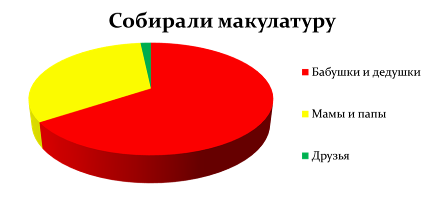 Собирали макулатуру
Бабушки и дедушки
Мамы и папы
Друзья